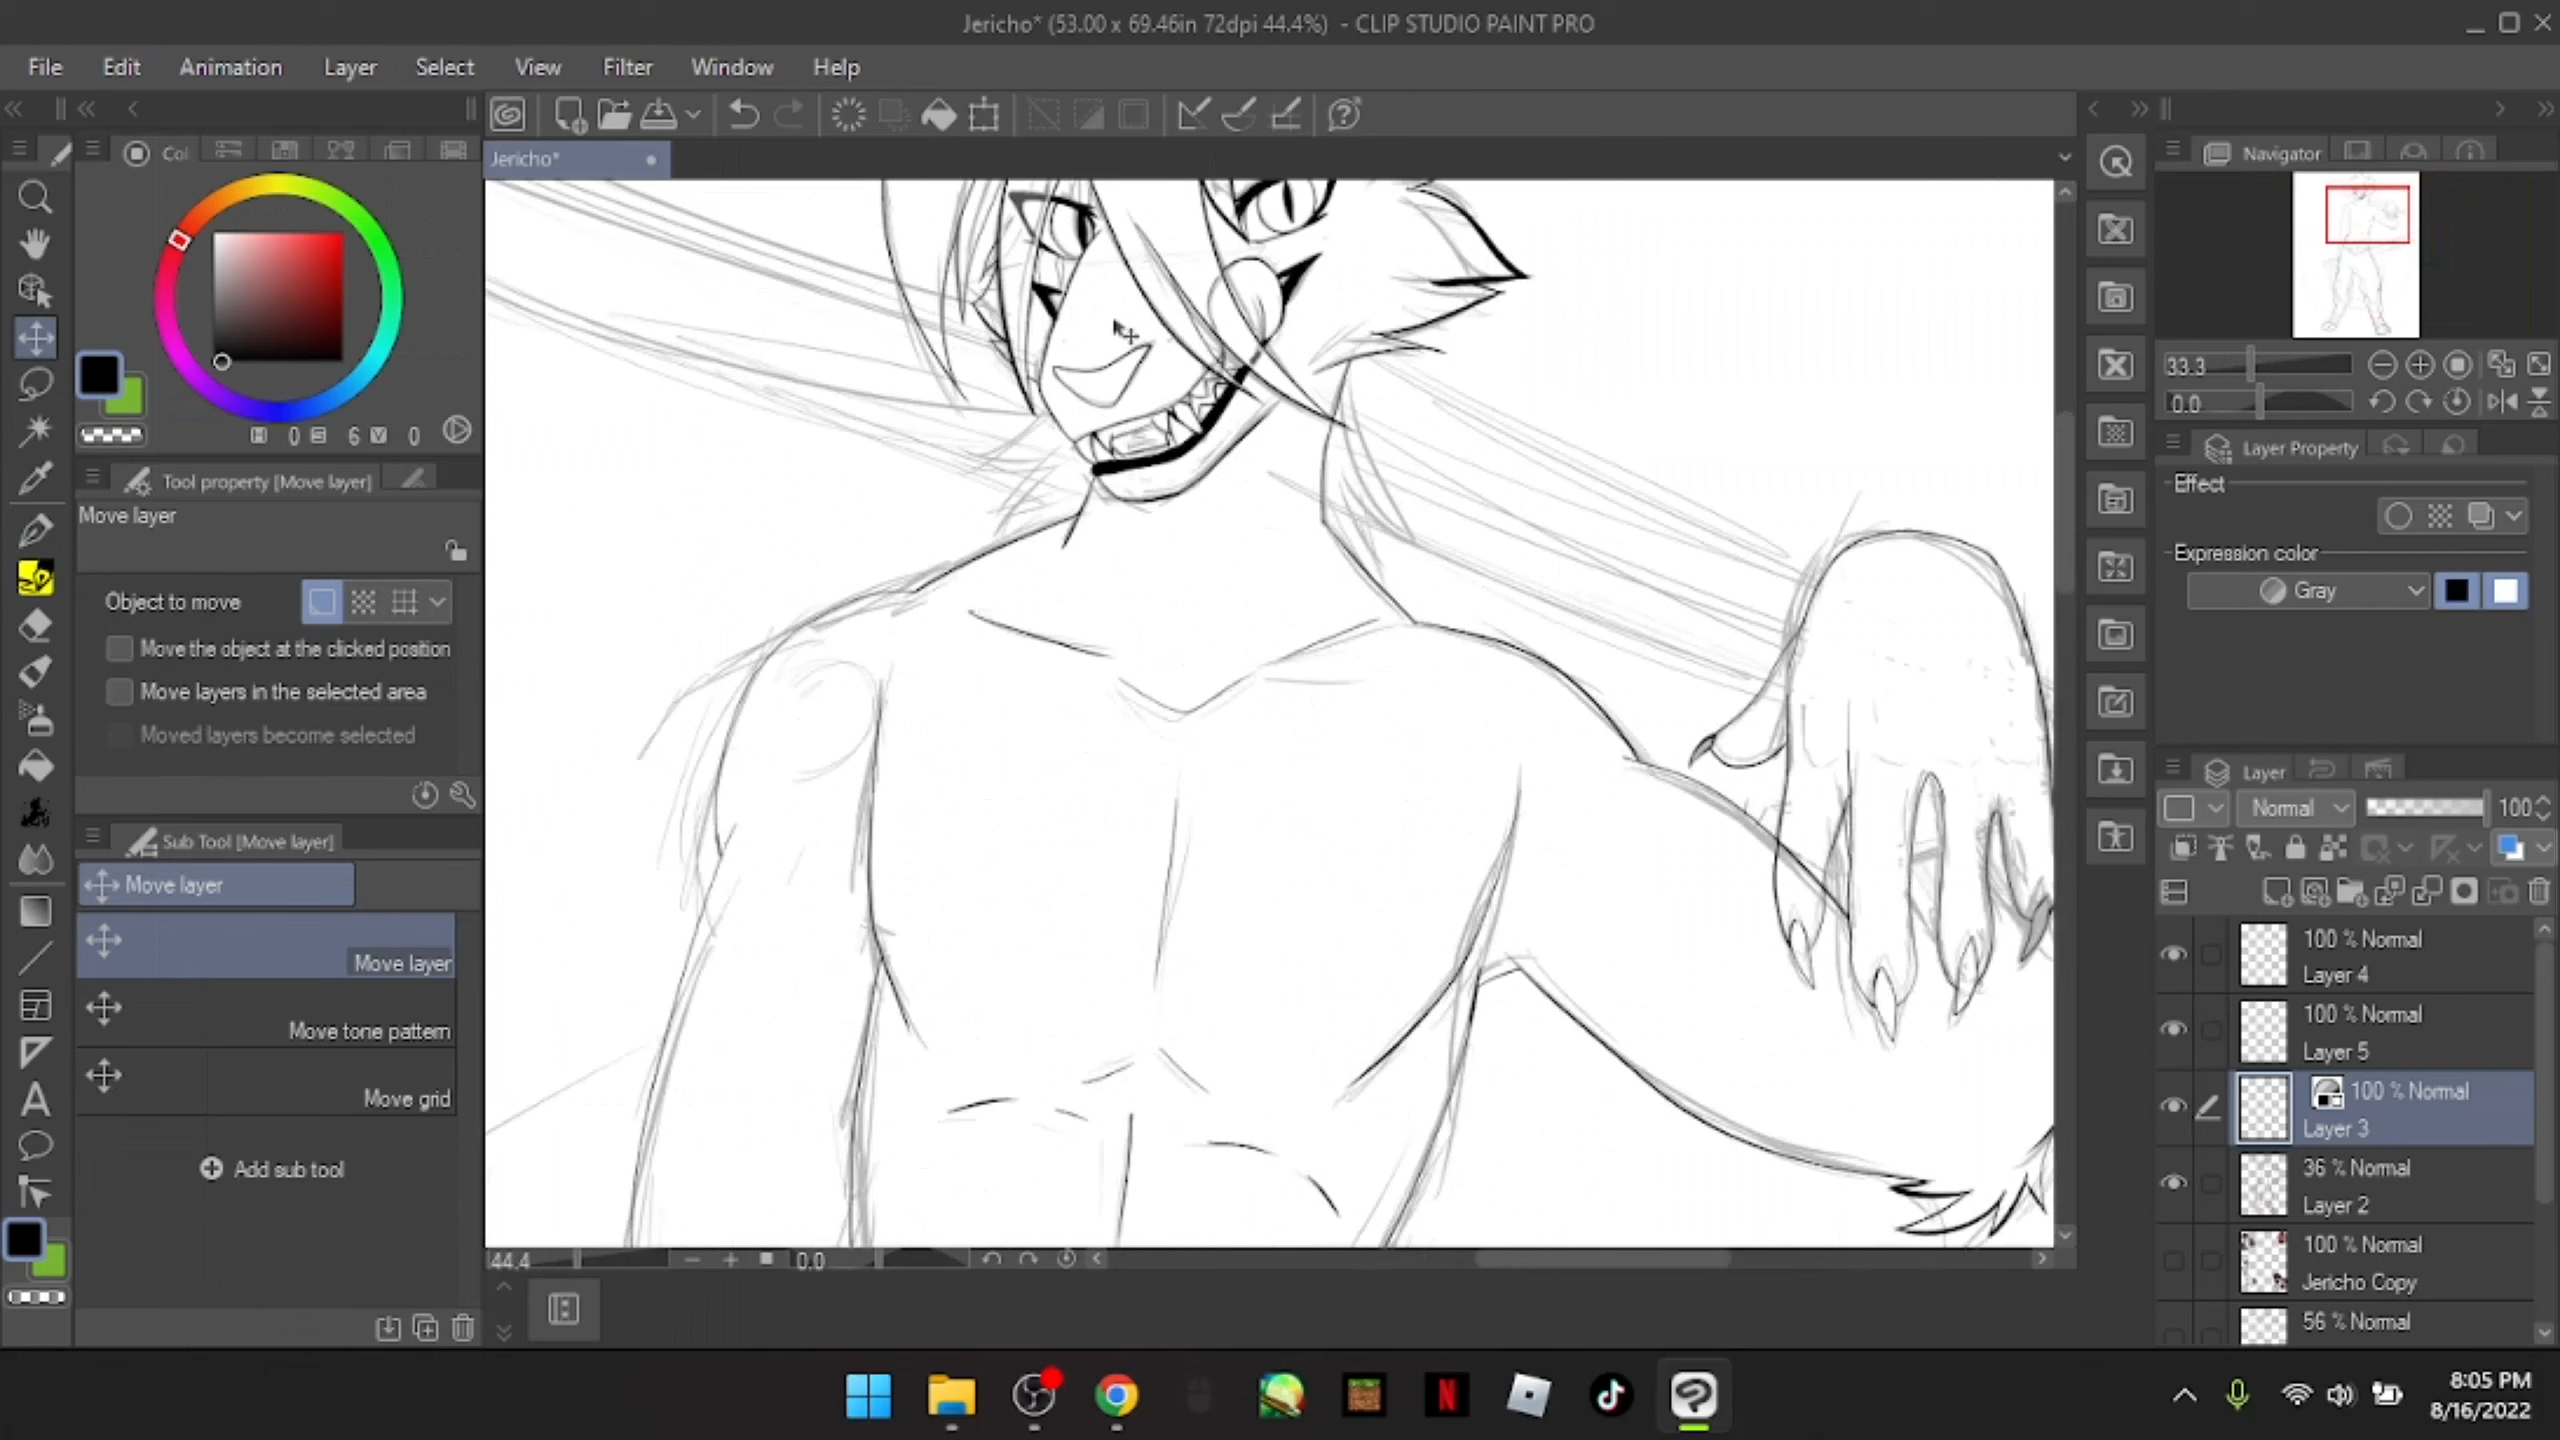 Jericho* (53.00 x 69.46in 72dpi 44.4%) - CLIP STUDIO PAINT PRO
File Edit Animation Layer Select View Filter Window Help
Col
Jericho*
Navigator
0 6 0
33.3
0.0
Tool property [Move layer]
Layer Property
Move layer
Effect
Expression color
Gray
Object to move
Move the object at the clicked position
Move layers in the selected area
Moved layers become selected
Layer
Normal 100
Sub Tool [Move layer]
Move layer
Move layer
Move tone pattern
Move grid
Add sub tool
100 % Normal
Layer 4
100 % Normal
Layer 5
100 % Normal
Layer 3
36 % Normal
Layer 2
100 % Normal
Jericho Copy
56 % Normal
44.4 0.0
8:05 PM
8/16/2022